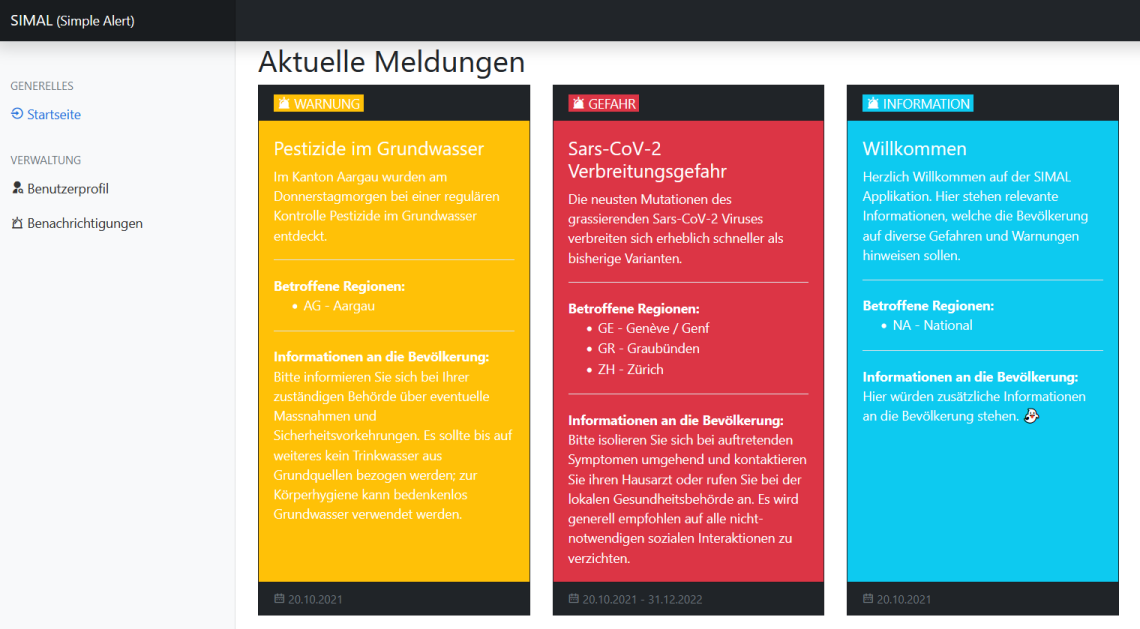 SIMAL (Simple Alert)
GENERELLES
Startseite
VERWALTUNG
Benutzerprofil
Benachrichtigungen
Aktuelle Meldungen
WARNUNG
Pestizide im Grundwasser
Im Kanton Aargau wurden am
Donnerstagmorgen bei einer regulären
Kontrolle Pestizide im Grundwasser
entdeckt.
Betroffene Regionen:
• AG - Aargau
Informationen an die Bevölkerung:
Bitte informieren Sie sich bei Ihrer
zuständigen Behörde über eventuelle
Massnahmen und
Sicherheitsvorkehrungen. Es sollte bis auf
weiteres kein Trinkwasser aus
Grundquellen bezogen werden; zur
Körperhygiene kann bedenkenlos
Grundwasser verwendet werden.
20.10.2021
GEFAHR
Sars-CoV-2
Verbreitungsgefahr
Die neusten Mutationen des
grassierenden Sars-CoV-2 Viruses
verbreiten sich erheblich schneller als
bisherige Varianten.
Betroffene Regionen:
• GE - Genève / Genf
• GR - Graubünden
• ZH - Zürich
Informationen an die Bevölkerung:
Bitte isolieren Sie sich bei auftretenden
Symptomen umgehend und kontaktieren
Sie ihren Hausarzt oder rufen Sie bei der
lokalen Gesundheitsbehörde an. Es wird
generell empfohlen auf alle nicht-
notwendigen sozialen Interaktionen zu
verzichten.
20.10.2021 - 31.12.2022
INFORMATION
Willkommen
Herzlich Willkommen auf der SIMAL
Applikation. Hier stehen relevante
Informationen, welche die Bevölkerung
auf diverse Gefahren und Warnungen
hinweisen sollen.
Betroffene Regionen:
• NA - National
Informationen an die Bevölkerung:
Hier würden zusätzliche Informationen
an die Bevölkerung stehen.
20.10.2021